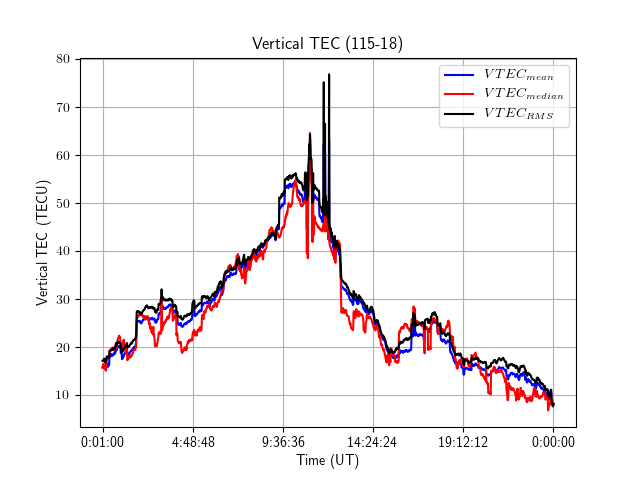 Vertical TEC (115-18)
VTEC_mean
VTEC_median
VTEC_RMS
Vertical TEC (TECU)
80
70
60
50
40
30
20
10
0:01:00 4:48:48 9:36:36 14:24:24 19:12:12 0:00:00
Time (UT)